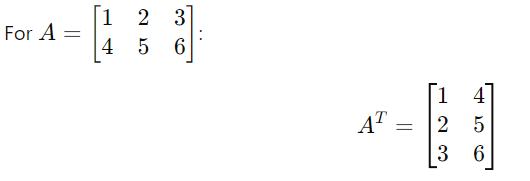 For A = [1 2 3
4 5 6]:
A^T = [1 4
2 5
3 6]